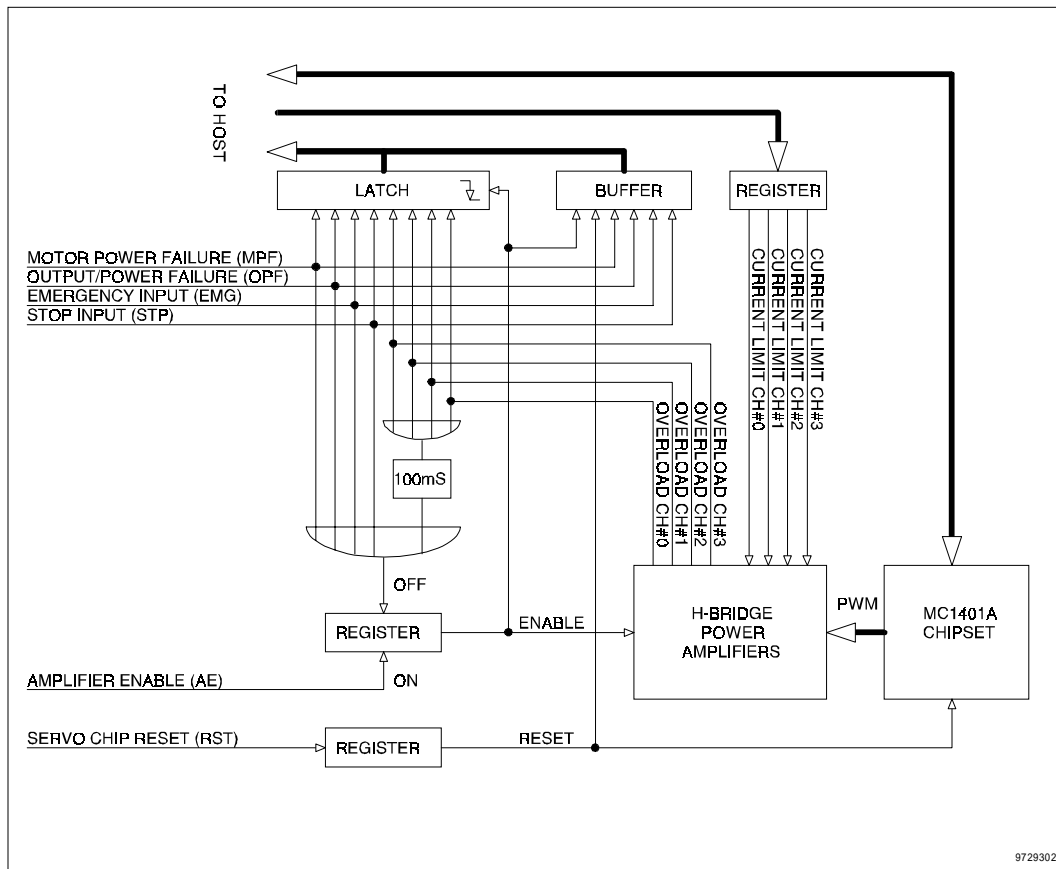 TO HOST
LATCH
BUFFER
REGISTER
MOTOR POWER FAILURE (MPF)
OUTPUT/POWER FAILURE (OPF)
EMERGENCY INPUT (EMG)
STOP INPUT (STP)
CURRENT LIMIT CH#0
CURRENT LIMIT CH#1
CURRENT LIMIT CH#2
CURRENT LIMIT CH#3
OVERLOAD CH#0
OVERLOAD CH#1
OVERLOAD CH#2
OVERLOAD CH#3
100mS
OFF
REGISTER
ENABLE
H-BRIDGE
POWER
AMPLIFIERS
PWM
MC1401A
CHIPSET
AMPLIFIER ENABLE (AE)
ON
SERVO CHIP RESET (RST)
REGISTER
RESET
9729302